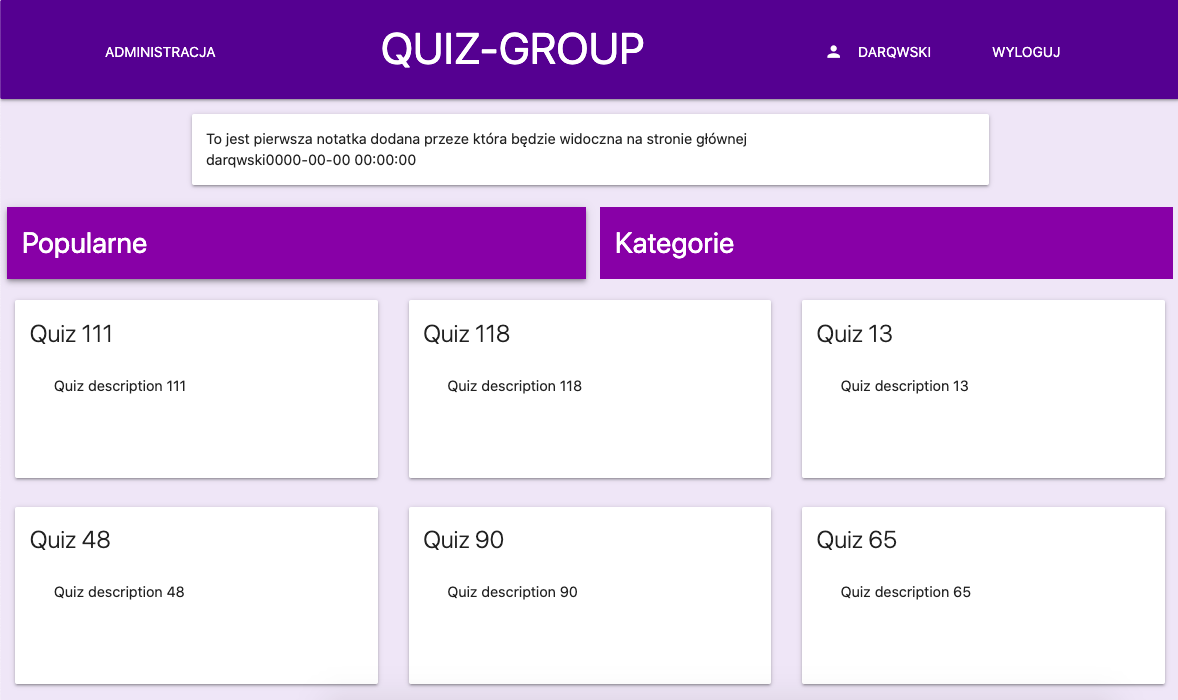 ADMINISTRACJA
QUIZ-GROUP
DARQWSKI
WYLOGUJ
To jest pierwsza notatka dodana przeze która będzie widoczna na stronie głównej
darqwski0000-00-00 00:00:00
Popularne
Kategorie
Quiz 111
Quiz description 111
Quiz 118
Quiz description 118
Quiz 13
Quiz description 13
Quiz 48
Quiz description 48
Quiz 90
Quiz description 90
Quiz 65
Quiz description 65